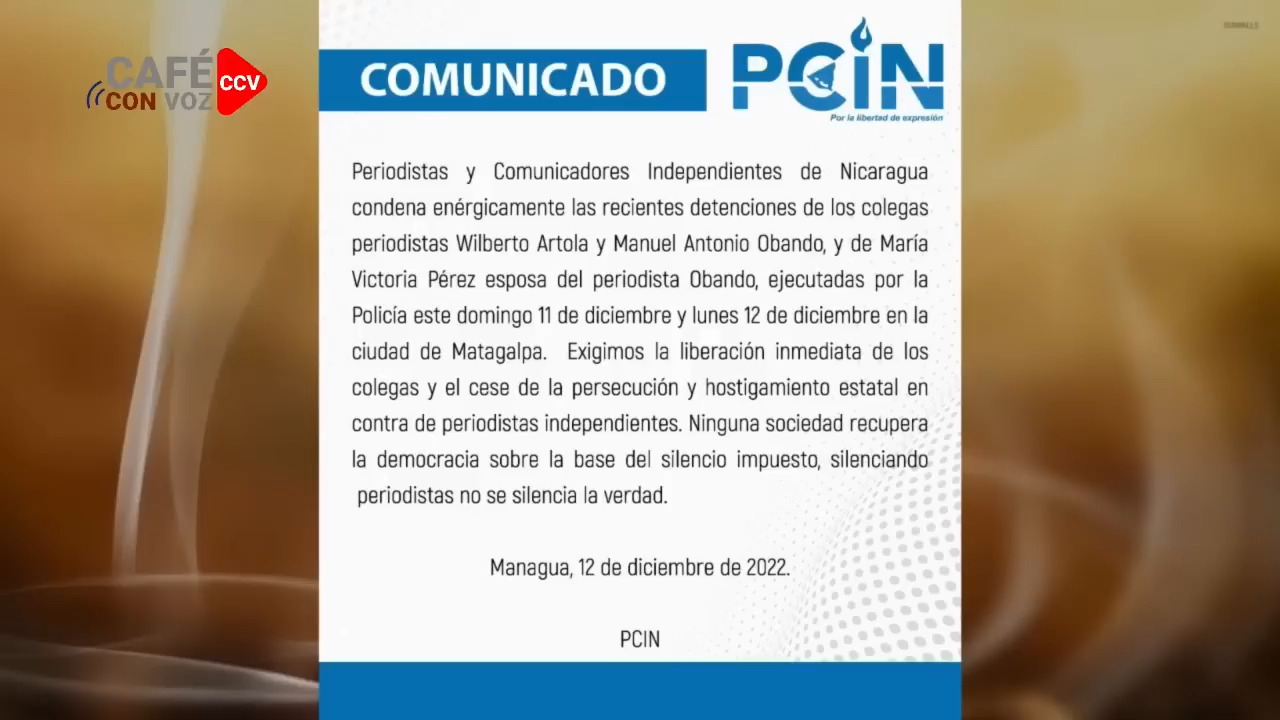 CAFÉ
CON VOZ
CCV
COMUNICADO
PCIN
Por la libertad de expresión
Periodistas y Comunicadores Independientes de Nicaragua
condena enérgicamente las recientes detenciones de los colegas
periodistas Wilberto Artola y Manuel Antonio Obando, y de María
Victoria Pérez esposa del periodista Obando, ejecutadas por la
Policía este domingo 11 de diciembre y lunes 12 de diciembre en la
ciudad de Matagalpa. Exigimos la liberación inmediata de los
colegas y el cese de la persecución y hostigamiento estatal en
contra de periodistas independientes. Ninguna sociedad recupera
la democracia sobre la base del silencio impuesto, silenciando
periodistas no se silencia la verdad.
Managua, 12 de diciembre de 2022.
PCIN